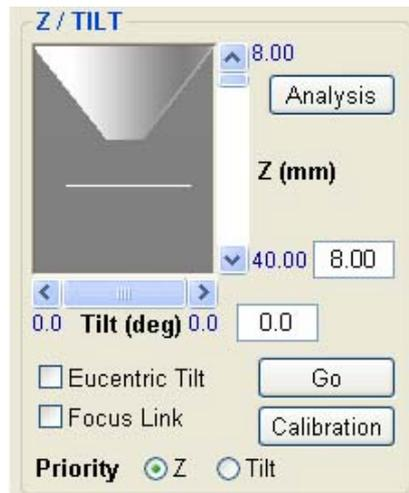 Z / TILT
8.00
Analysis
Z (mm)
40.00 8.00
0.0 Tilt (deg) 0.0 0.0
Eucentric Tilt Go
Focus Link Calibration
Priority Z Tilt